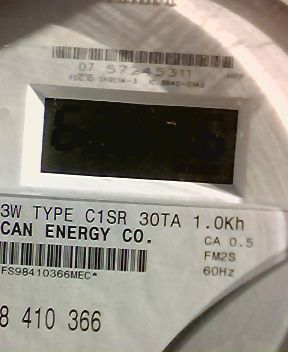 07 57245311
3W TYPE C1SR 30TA 1.0Kh
CAN ENERGY CO.
CA 0.5
FM2S
60Hz
FS98410366MEC*
8 410 366